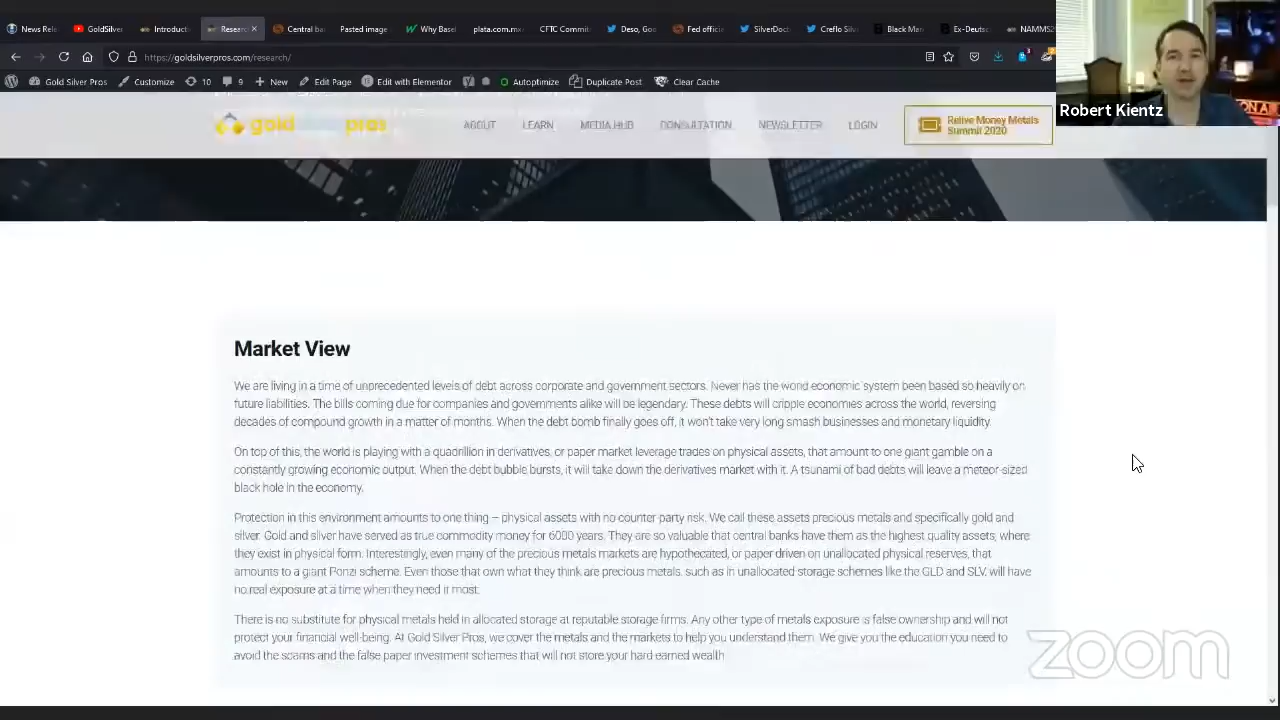 News Rele
GoldSilv
Introdu
Rese
Fed offic
SilverDo
Crefio Silv
Black Mer
Ex-Deuts
NAMMS
https://goldsilverpros.com/research/
Gold Silver Pros
Customize
10
Edit Page
Edit with Elemen
Duplic
Clear Cache
Robert Kientz
MEDIA HUB
CONSULTATION
NEWSLETTER
LOGIN
Relive Money Metals
Summit 2020
Market View
We are living in a time of unprecedented levels of debt across corporate and government sectors. Never has the world economic system been based so heavily on
future liabilities. The bills coming due for companies and governments alike will be legendary. These debts will cripple economies across the world, reversing
decades of compound growth in a matter of months. When the debt bomb finally goes off, it won't take very long smash businesses and monetary liquidity.
On top of this, the world is playing with a quadrillion in derivatives, or paper market leverage trades on physical assets, that amount to one giant gamble on a
constantly growing economic output. When the debt bubble bursts, it will take down the derivatives market with it. A tsunami of bad debts will leave a meteor-sized
black hole in the economy.
Protection in this environment amounts to one thing – physical assets with no counter party risk. We call these assets precious metals and specifically gold and
silver. Gold and silver have served as true commodity money for 6000 years. They are so valuable that central banks have them as the highest quality assets, where
they exist in physical form. Interestingly, even many of the precious metals markets are hypothecated, or paper driven on unallocated physical reserves, that
amounts to a giant Ponzi scheme. Even those that own what they think are precious metals, such as in unallocated storage schemes like the GLD and SLV, will have
no real exposure at a time when they need it most.
There is no substitute for physical metals held in allocated storage at reputable storage firms. Any other type of metals exposure is false ownership and will not
protect your financial well-being. At Gold Silver Pros, we cover the metals and the markets to help you understand them. We give you the education you need to
avoid the scams and the false paper investment schemes that will not store your hard earned wealth
zoom